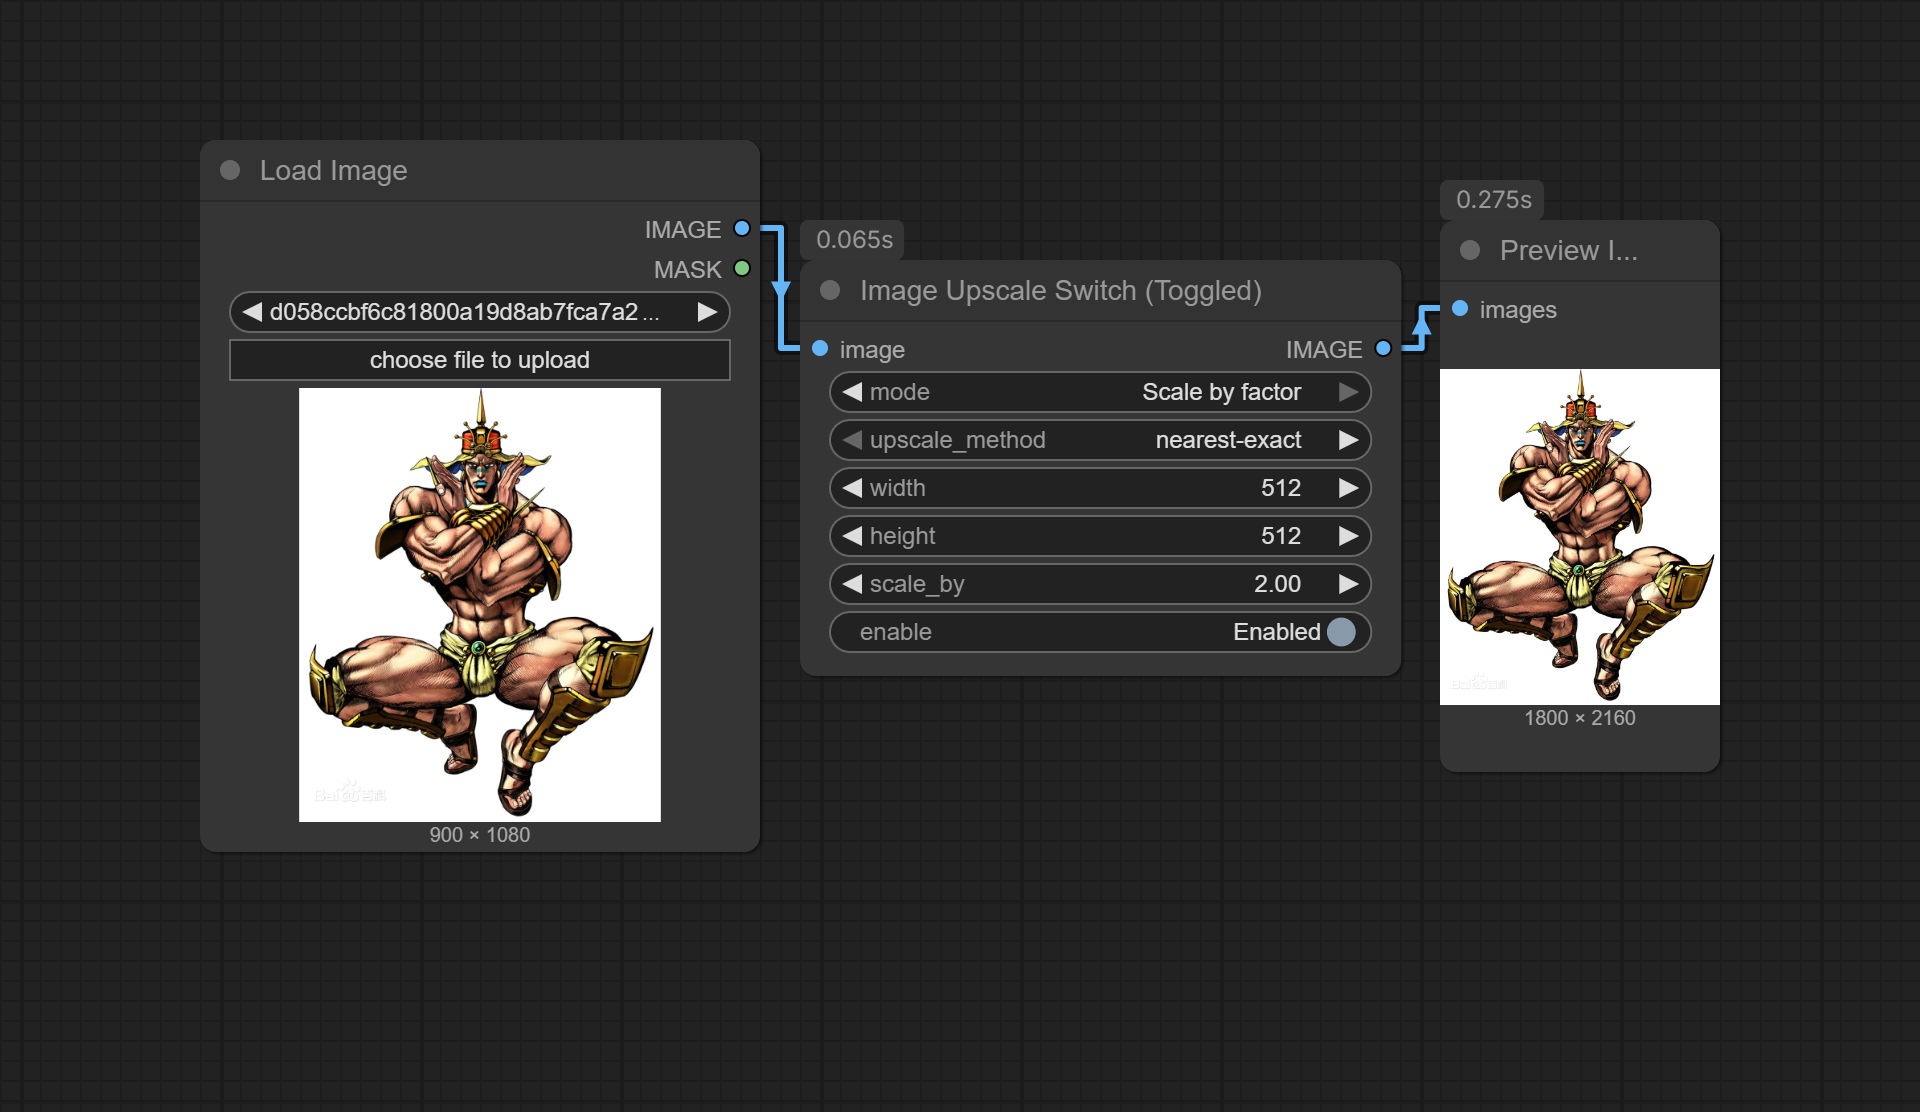 Load Image
IMAGE
MASK
d058ccbf6c81800a19d8ab7fca7a2...
choose file to upload
900 × 1080
0.065s
Image Upscale Switch (Toggled)
image
IMAGE
mode Scale by factor
upscale_method nearest-exact
width 512
height 512
scale_by 2.00
enable Enabled
0.275s
Preview I...
images
1800 × 2160